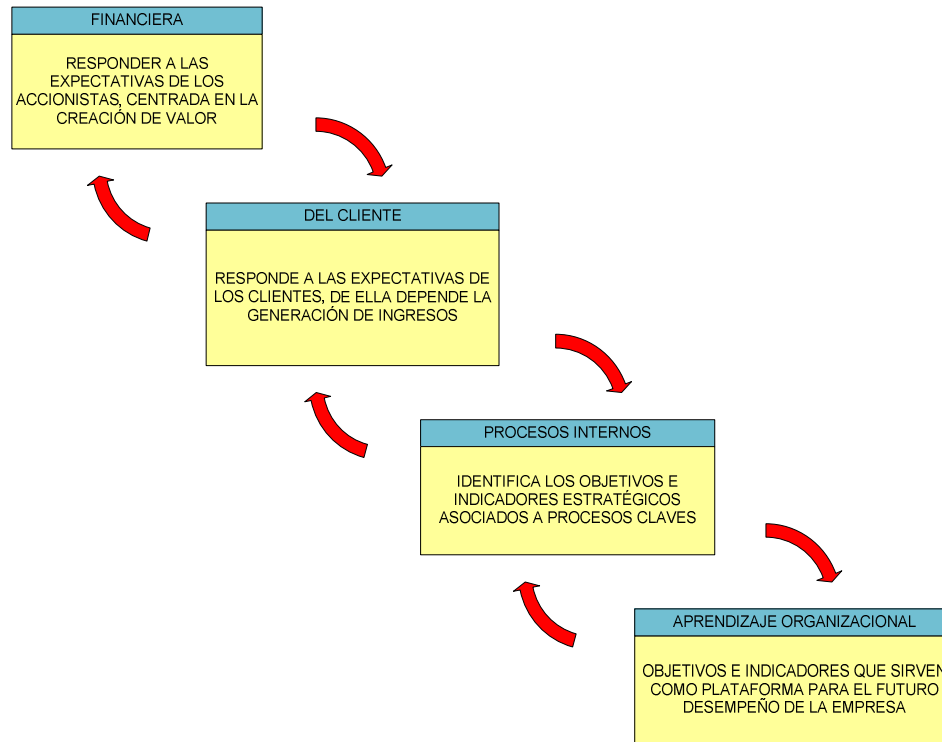 FINANCIERA
RESPONDER A LAS
EXPECTATIVAS DE LOS
ACCIONISTAS, CENTRADA EN LA
CREACIÓN DE VALOR
DEL CLIENTE
RESPONDE A LAS EXPECTATIVAS DE
LOS CLIENTES, DE ELLA DEPENDE LA
GENERACIÓN DE INGRESOS
PROCESOS INTERNOS
IDENTIFICA LOS OBJETIVOS E
INDICADORES ESTRATÉGICOS
ASOCIADOS A PROCESOS CLAVES
APRENDIZAJE ORGANIZACIONAL
OBJETIVOS E INDICADORES QUE SIRVEN
COMO PLATAFORMA PARA EL FUTURO
DESEMPEÑO DE LA EMPRESA